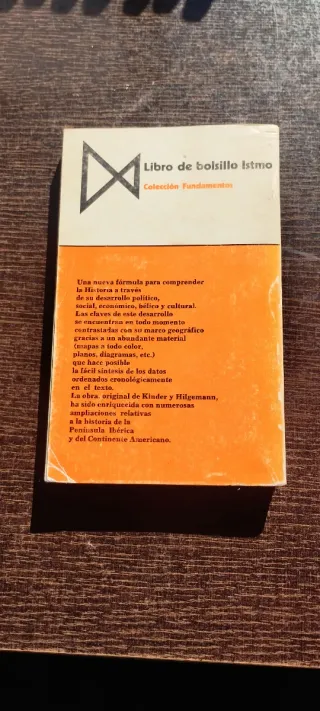 Libro de bolsillo Istmo
Colección Fundamentos
Una nueva fórmula para comprender
la Historia a través
de su desarrollo político,
social, económico, bélico y cultural.
Las claves de este desarrollo
se encuentran en todo momento
contrastadas con su marco geográfico
gracias a un abundante material
(mapas a todo color,
planos, diagramas, etc.)
que hace posible
la fácil síntesis de los datos
ordenados cronológicamente
en el texto.
La obra original de Kinder y Hilgemann,
ha sido enriquecida con numerosas
ampliaciones relativas
a la historia de la
Península Ibérica
y del Continente Americano.